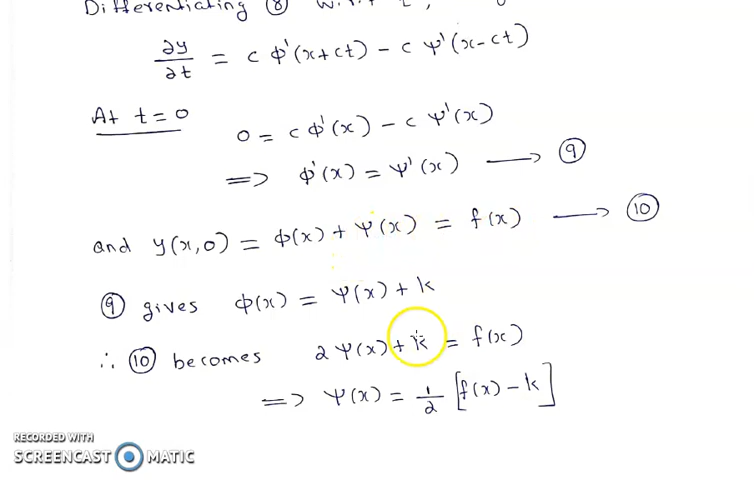 Differentiating ⑧ w.r.t t,
∂y/∂t = c ϕ'(x+ct) - c ψ'(x-ct)
At t=0
0 = c ϕ'(x) - c ψ'(x)
=> ϕ'(x) = ψ'(x) → ⑨
and y(x,0) = ϕ(x) + ψ(x) = f(x) → ⑩
⑨ gives ϕ(x) = ψ(x) + k
∴ ⑩ becomes 2ψ(x) + k = f(x)
=> ψ(x) = 1/2 [f(x) - k]
RECORDED WITH
SCREENCAST MATIC